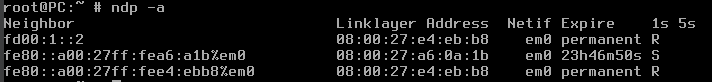 root@PC:~ # ndp -a
Neighbor                             Linklayer Address  Netif Expire    1s 5s
fd00:1::2                            08:00:27:e4:eb:b8    em0 permanent R
fe80::a00:27ff:fea6:a1b%em0          08:00:27:a6:0a:1b    em0 23h46m50s S
fe80::a00:27ff:fee4:ebb8%em0         08:00:27:e4:eb:b8    em0 permanent R